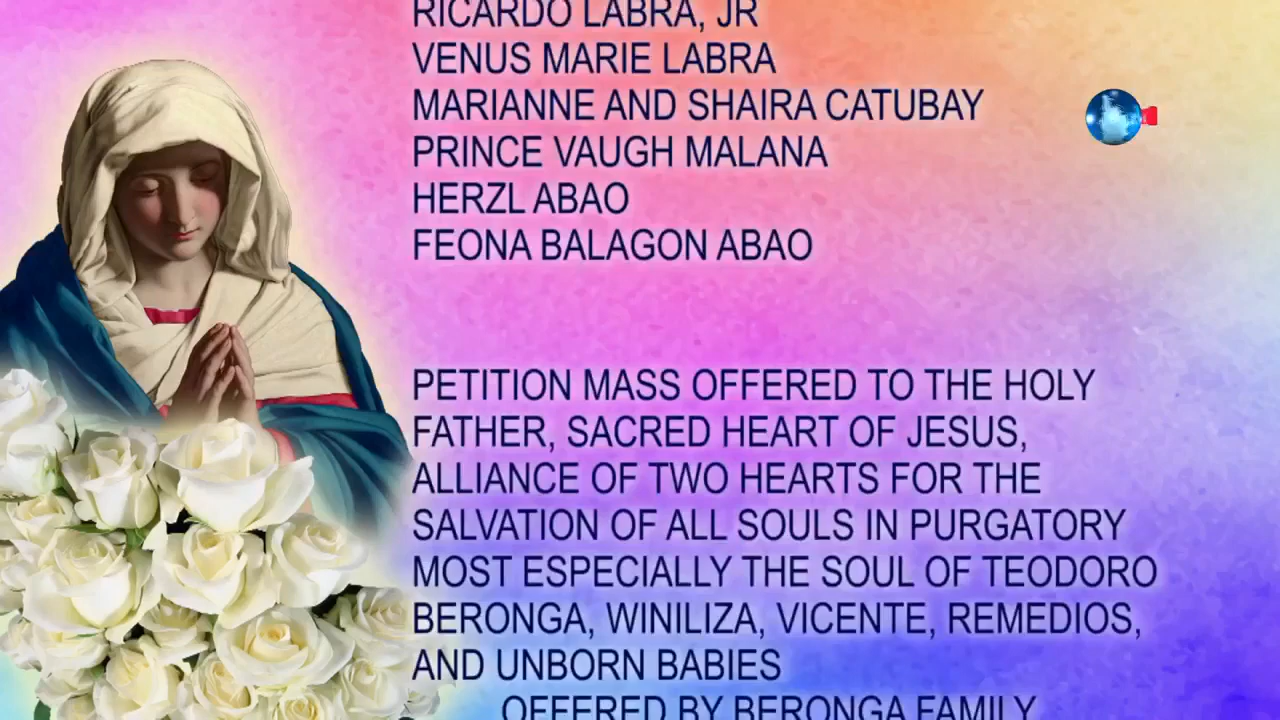 RICARDO LABRA, JR
VENUS MARIE LABRA
MARIANNE AND SHAIRA CATUBAY
PRINCE VAUGH MALANA
HERZL ABAO
FEONA BALAGON ABAO
PETITION MASS OFFERED TO THE HOLY
FATHER, SACRED HEART OF JESUS,
ALLIANCE OF TWO HEARTS FOR THE
SALVATION OF ALL SOULS IN PURGATORY
MOST ESPECIALLY THE SOUL OF TEODORO
BERONGA, WINILIZA, VICENTE, REMEDIOS,
AND UNBORN BABIES
OFFERED BY BERONGA FAMILY